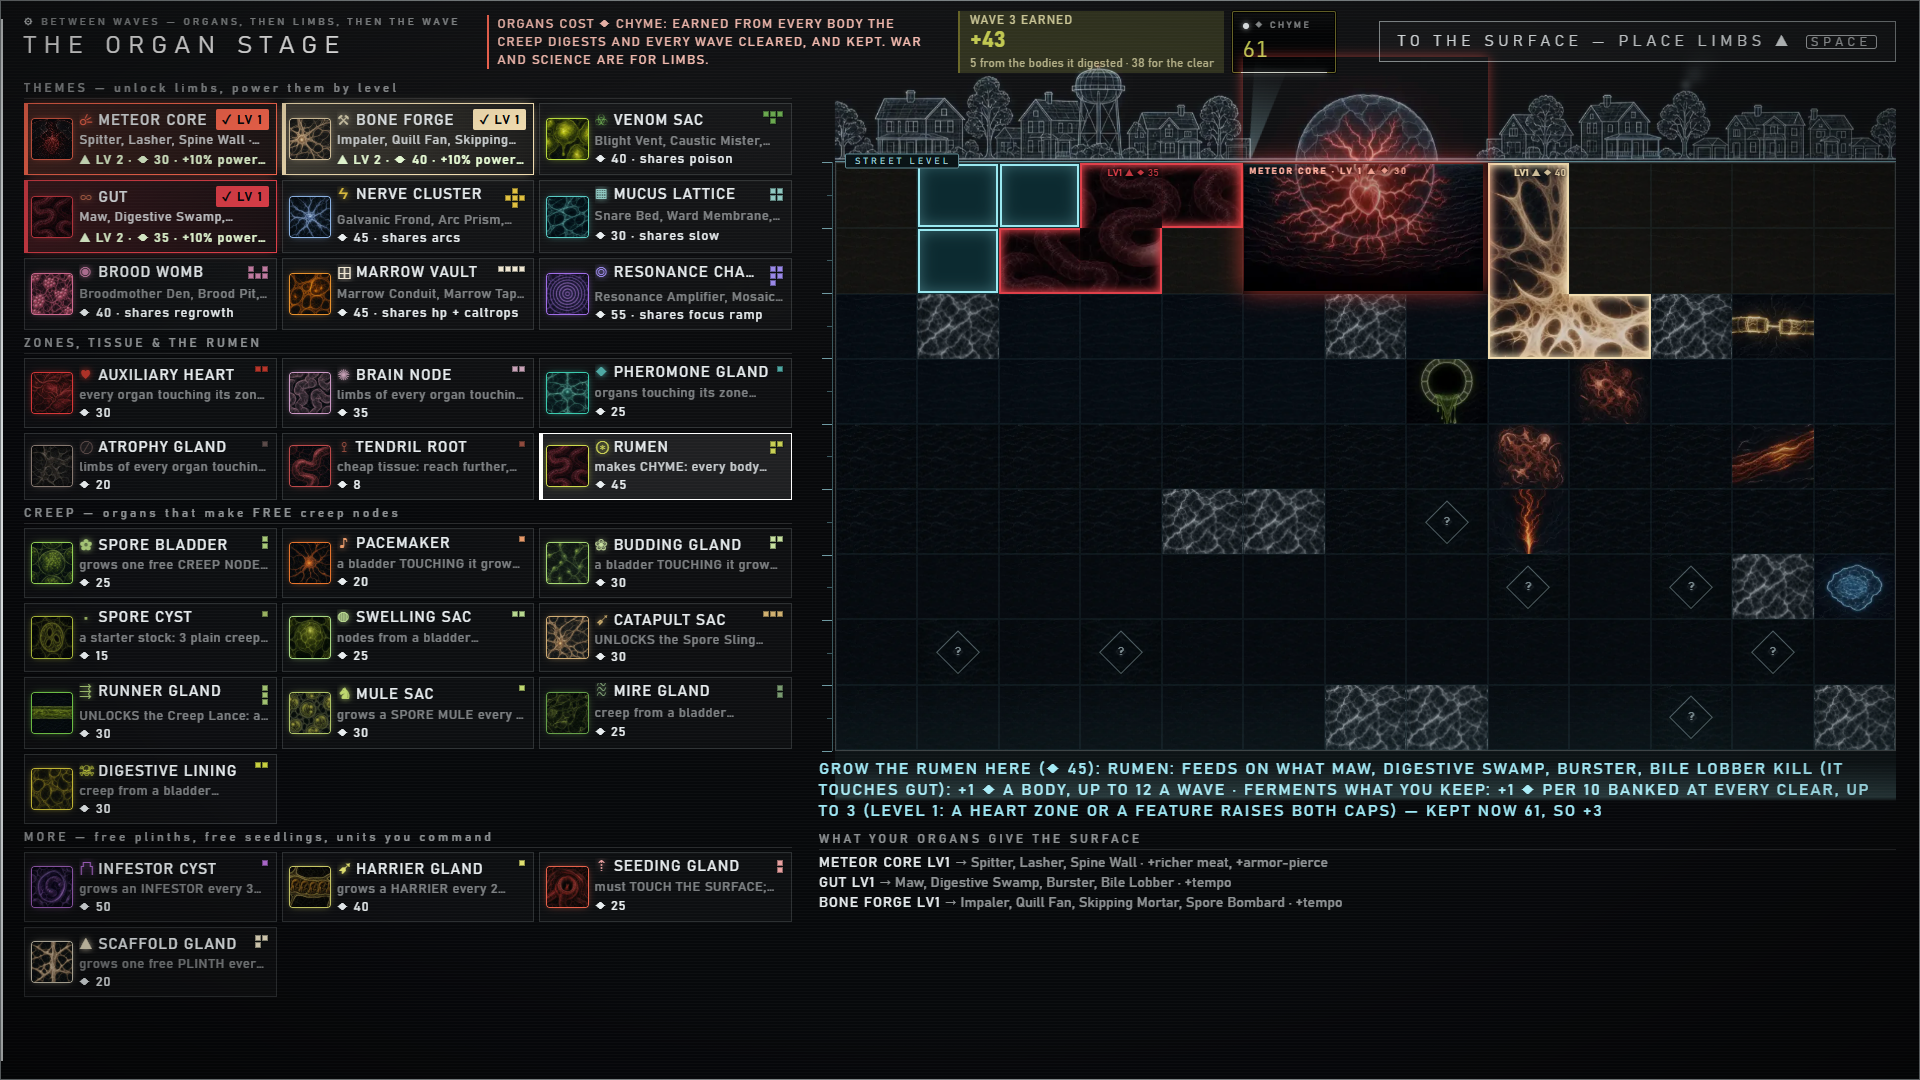 BETWEEN WAVES — ORGANS, THEN LIMBS, THEN THE WAVE
THE ORGAN STAGE
ORGANS COST ◆ CHYME: EARNED FROM EVERY BODY THE
CREEP DIGESTS AND EVERY WAVE CLEARED, AND KEPT. WAR
AND SCIENCE ARE FOR LIMBS.
WAVE 3 EARNED
+43
5 from the bodies it digested · 38 for the clear
◆ CHYME
61
TO THE SURFACE — PLACE LIMBS ▲ SPACE
THEMES — unlock limbs, power them by level
METEOR CORE ✓ LV 1
Spitter, Lasher, Spine Wall ·…
▲ LV 2 · ◆ 30 · +10% power…
BONE FORGE ✓ LV 1
Impaler, Quill Fan, Skipping…
▲ LV 2 · ◆ 40 · +10% power…
VENOM SAC
Blight Vent, Caustic Mister,…
◆ 40 · shares poison
GUT ✓ LV 1
Maw, Digestive Swamp,…
▲ LV 2 · ◆ 35 · +10% power…
NERVE CLUSTER
Galvanic Frond, Arc Prism,…
◆ 45 · shares arcs
MUCUS LATTICE
Snare Bed, Ward Membrane,…
◆ 30 · shares slow
BROOD WOMB
Broodmother Den, Brood Pit,…
◆ 40 · shares regrowth
MARROW VAULT
Marrow Conduit, Marrow Tap…
◆ 45 · shares hp + caltrops
RESONANCE CHA…
Resonance Amplifier, Mosaic…
◆ 55 · shares focus ramp
ZONES, TISSUE & THE RUMEN
AUXILIARY HEART
every organ touching its zon…
◆ 30
BRAIN NODE
limbs of every organ touchin…
◆ 35
PHEROMONE GLAND
organs touching its zone…
◆ 25
ATROPHY GLAND
limbs of every organ touchin…
◆ 20
TENDRIL ROOT
cheap tissue: reach further,…
◆ 8
RUMEN
makes CHYME: every body…
◆ 45
CREEP — organs that make FREE creep nodes
SPORE BLADDER
grows one free CREEP NODE…
◆ 25
PACEMAKER
a bladder TOUCHING it grow…
◆ 20
BUDDING GLAND
a bladder TOUCHING it grow…
◆ 30
SPORE CYST
a starter stock: 3 plain creep…
◆ 15
SWELLING SAC
nodes from a bladder…
◆ 25
CATAPULT SAC
UNLOCKS the Spore Sling…
◆ 30
RUNNER GLAND
UNLOCKS the Creep Lance: a…
◆ 30
MULE SAC
grows a SPORE MULE every …
◆ 30
MIRE GLAND
creep from a bladder…
◆ 25
DIGESTIVE LINING
creep from a bladder…
◆ 30
MORE — free plinths, free seedlings, units you command
INFESTOR CYST
grows an INFESTOR every 3…
◆ 50
HARRIER GLAND
grows a HARRIER every 2…
◆ 40
SEEDING GLAND
must TOUCH THE SURFACE;…
◆ 25
SCAFFOLD GLAND
grows one free PLINTH ever…
◆ 20
STREET LEVEL
LV1 ▲ ◆ 35
METEOR CORE · LV 1 ▲ ◆ 30
LV1 ▲ ◆ 40
?
?
?
?
?
?
?
GROW THE RUMEN HERE (◆ 45): RUMEN: FEEDS ON WHAT MAW, DIGESTIVE SWAMP, BURSTER, BILE LOBBER KILL (IT
TOUCHES GUT): +1 ◆ A BODY, UP TO 12 A WAVE · FERMENTS WHAT YOU KEEP: +1 ◆ PER 10 BANKED AT EVERY CLEAR, UP
TO 3 (LEVEL 1: A HEART ZONE OR A FEATURE RAISES BOTH CAPS) — KEPT NOW 61, SO +3
WHAT YOUR ORGANS GIVE THE SURFACE
METEOR CORE LV1 → Spitter, Lasher, Spine Wall · +richer meat, +armor-pierce
GUT LV1 → Maw, Digestive Swamp, Burster, Bile Lobber · +tempo
BONE FORGE LV1 → Impaler, Quill Fan, Skipping Mortar, Spore Bombard · +tempo